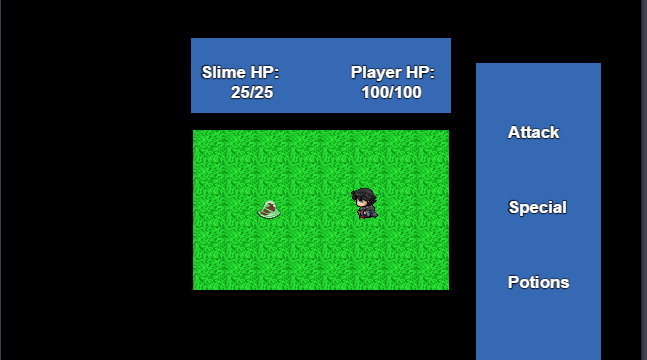 Slime HP:
25/25
Player HP:
100/100
Attack
Special
Potions